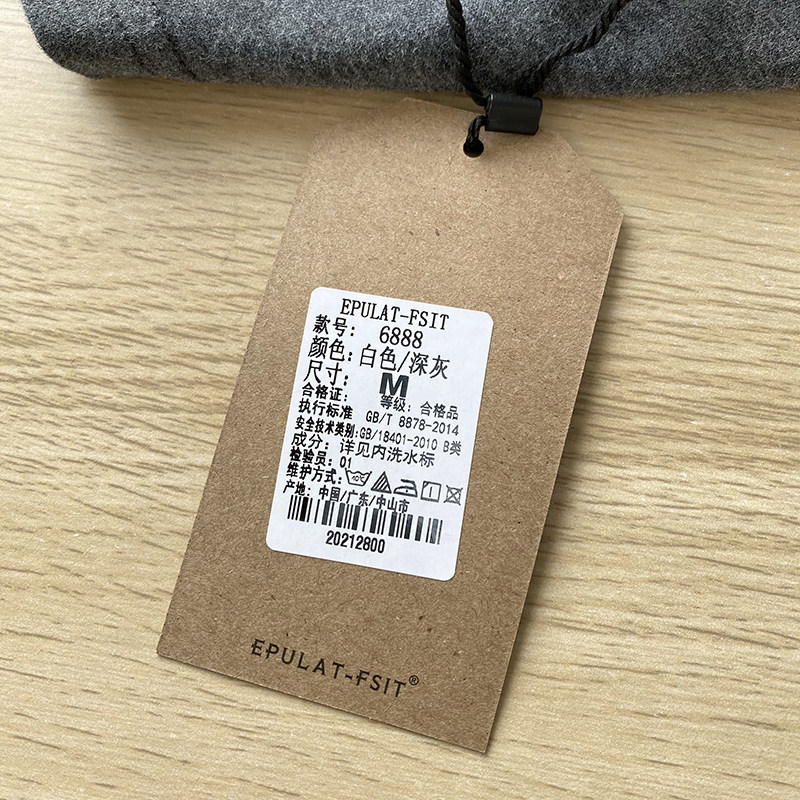 EPULAT-FSIT
款号: 6888
颜色: 白色/深灰
尺寸: M
合格证: 等级: 合格品
执行标准 GB/T 8878-2014
安全技术类别:GB/18401-2010 B类
成分: 详见内洗水标
检验员: 01
维护方式:
产地: 中国/广东/中山市
20212800
EPULAT-FSIT®